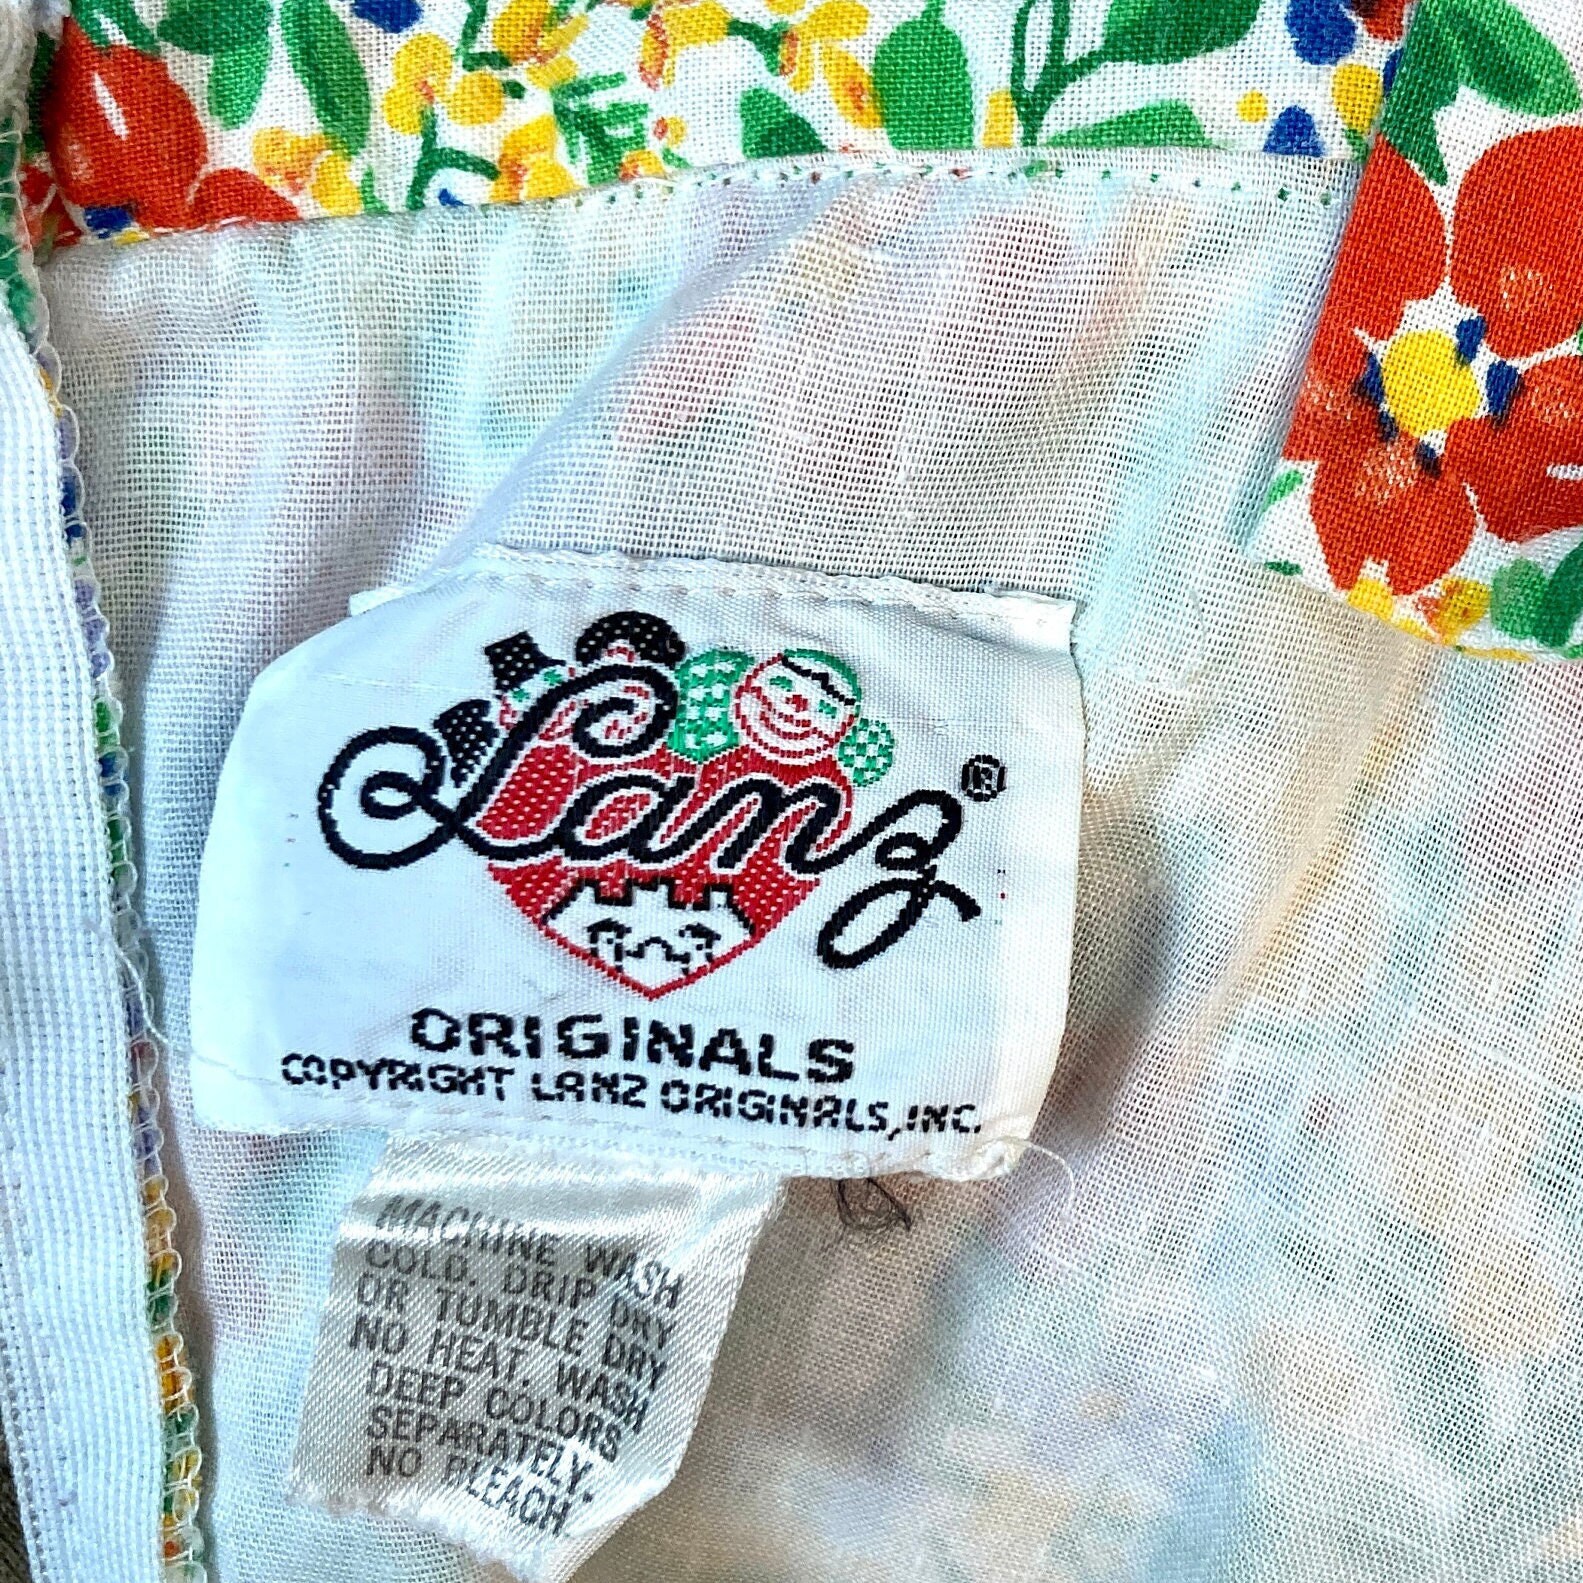 Lanz®
ORIGINALS
COPYRIGHT LANZ ORIGINALS, INC.
MACHINE WASH
COLD. DRIP DRY
OR TUMBLE DRY
NO HEAT. WASH
DEEP COLORS
SEPARATELY.
NO BLEACH